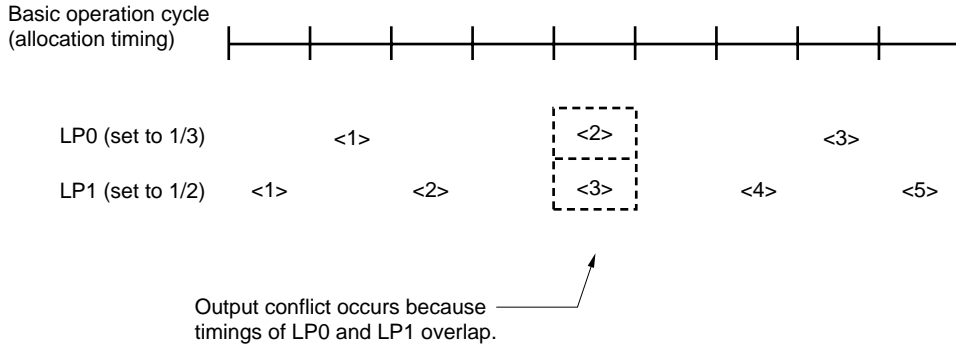 Basic operation cycle
(allocation timing)
LP0 (set to 1/3) <1> <2> <3>
LP1 (set to 1/2) <1> <2> <3> <4> <5>
Output conflict occurs because
timings of LP0 and LP1 overlap.